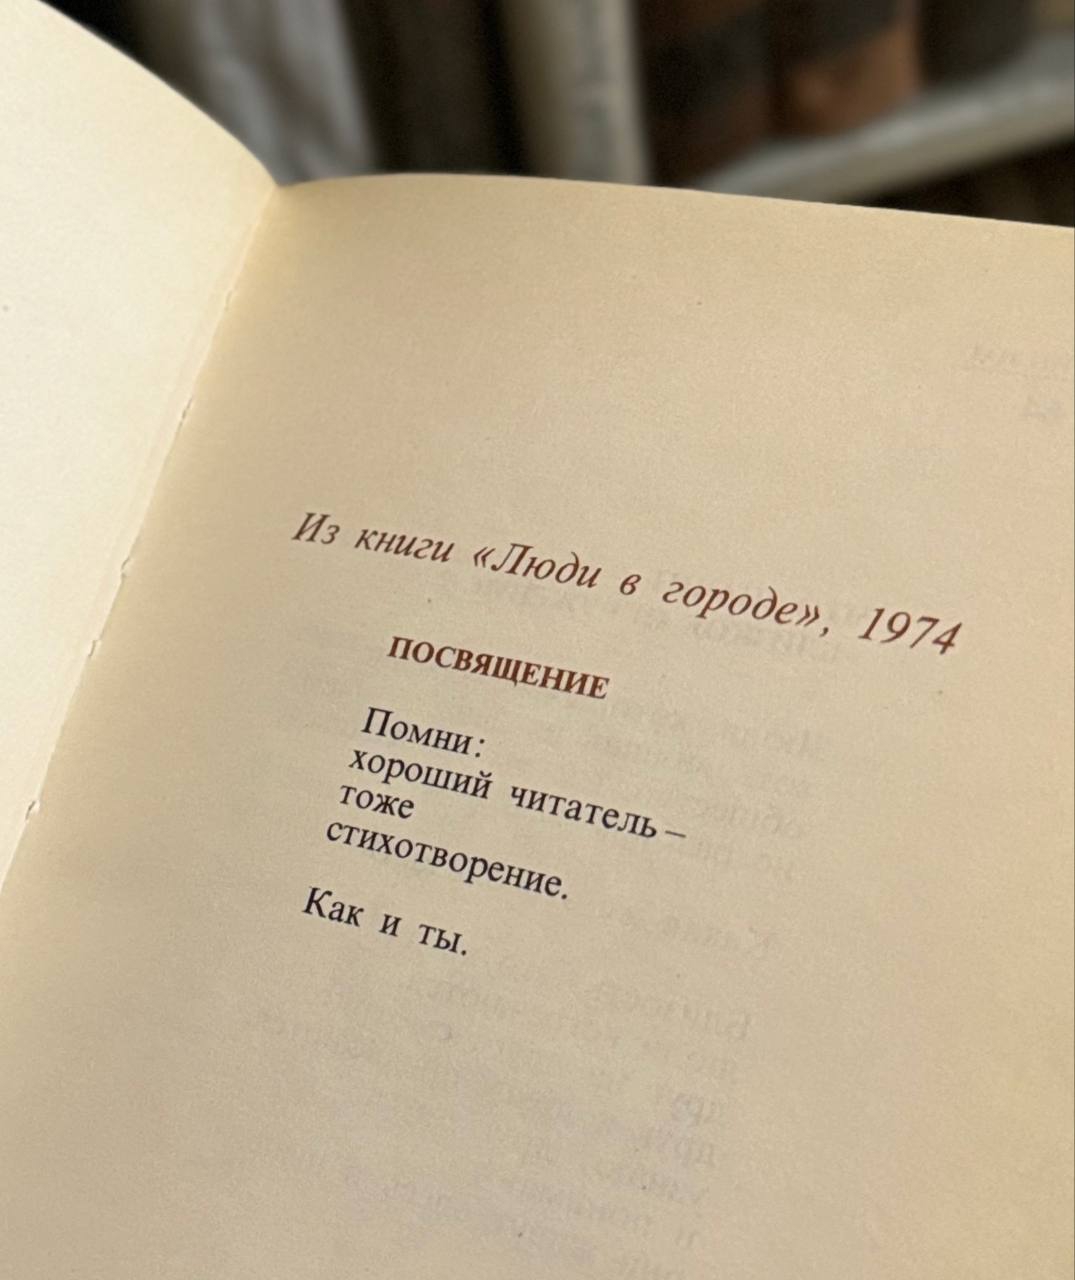 Из книги «Люди в городе», 1974
ПОСВЯЩЕНИЕ
Помни:
хороший читатель –
тоже
стихотворение.
Как и ты.